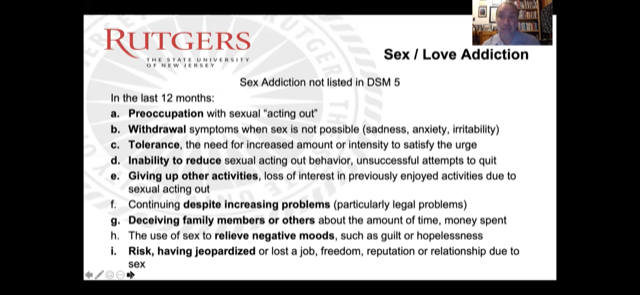 RUTGERS
THE STATE UNIVERSITY
OF NEW JERSEY
Sex / Love Addiction
Sex Addiction not listed in DSM 5
In the last 12 months:
a. Preoccupation with sexual "acting out"
b. Withdrawal symptoms when sex is not possible (sadness, anxiety, irritability)
c. Tolerance, the need for increased amount or intensity to satisfy the urge
d. Inability to reduce sexual acting out behavior, unsuccessful attempts to quit
e. Giving up other activities, loss of interest in previously enjoyed activities due to
sexual acting out
f. Continuing despite increasing problems (particularly legal problems)
g. Deceiving family members or others about the amount of time, money spent
h. The use of sex to relieve negative moods, such as guilt or hopelessness
i. Risk, having jeopardized or lost a job, freedom, reputation or relationship due to
sex